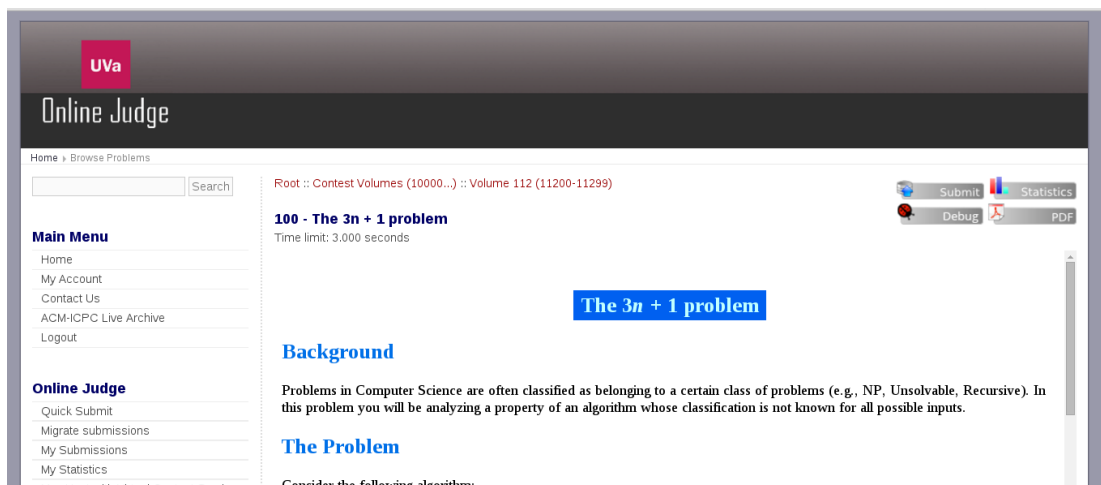 UVa
Online Judge
Home Browse Problems
Search
Root :: Contest Volumes (10000...) :: Volume 112 (11200-11299)
Submit
Statistics
Debug
PDF
100 - The 3n + 1 problem
Time limit: 3.000 seconds
Main Menu
Home
My Account
Contact Us
ACM-ICPC Live Archive
Logout
Online Judge
Quick Submit
Migrate submissions
My Submissions
My Statistics
The 3n + 1 problem
Background
Problems in Computer Science are often classified as belonging to a certain class of problems (e.g., NP, Unsolvable, Recursive). In
this problem you will be analyzing a property of an algorithm whose classification is not known for all possible inputs.
The Problem
Consider the following algorithm: